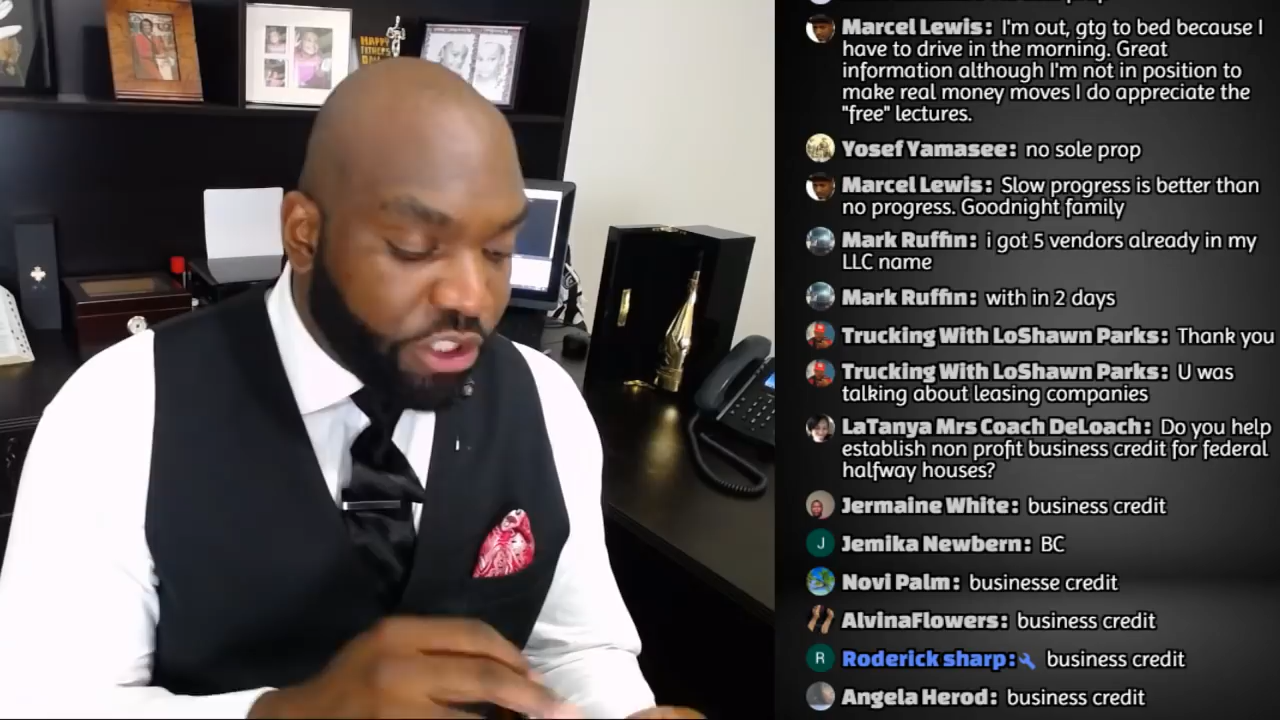 HAPPY
FATHERS
DAY
Marcel Lewis: I'm out, gtg to bed because I
have to drive in the morning. Great
information although I'm not in position to
make real money moves I do appreciate the
"free" lectures.
Yosef Yamasee: no sole prop
Marcel Lewis: Slow progress is better than
no progress. Goodnight family
Mark Ruffin: i got 5 vendors already in my
LLC name
Mark Ruffin: with in 2 days
Trucking With LoShawn Parks: Thank you
Trucking With LoShawn Parks: U was
talking about leasing companies
LaTanya Mrs Coach DeLoach: Do you help
establish non profit business credit for federal
halfway houses?
Jermaine White: business credit
J Jemika Newbern: BC
Novi Palm: businesse credit
AlvinaFlowers: business credit
R Roderick sharp: business credit
Angela Herod: business credit